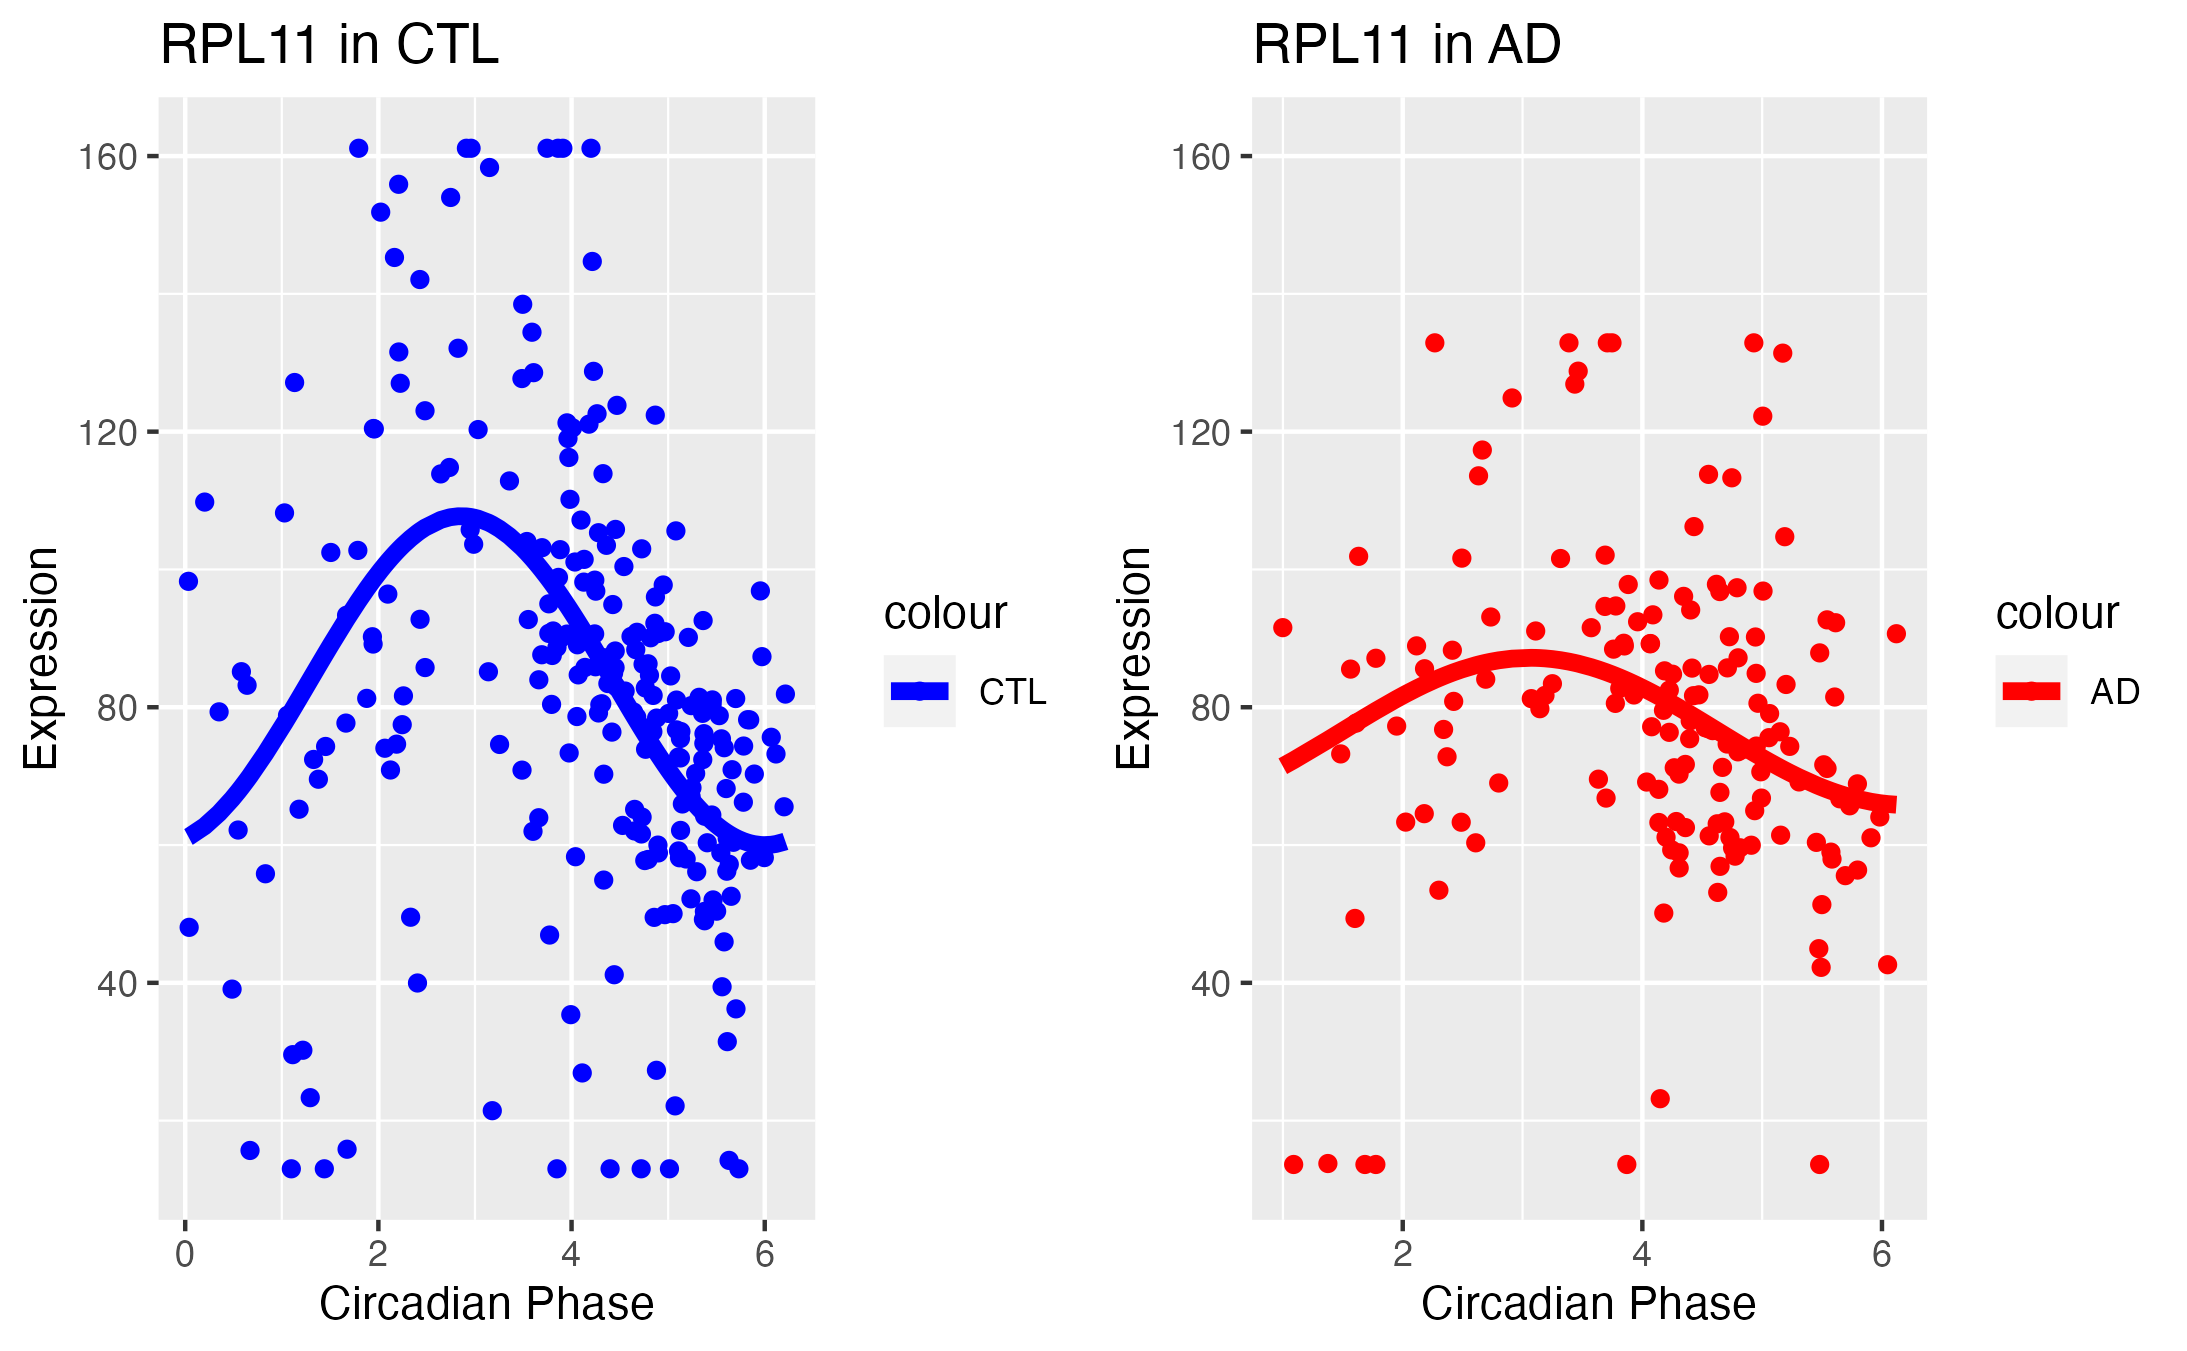 RPL11 in CTL
Expression
160
120
80
40
0 2 4 6
Circadian Phase
colour
CTL
RPL11 in AD
Expression
160
120
80
40
2 4 6
Circadian Phase
colour
AD